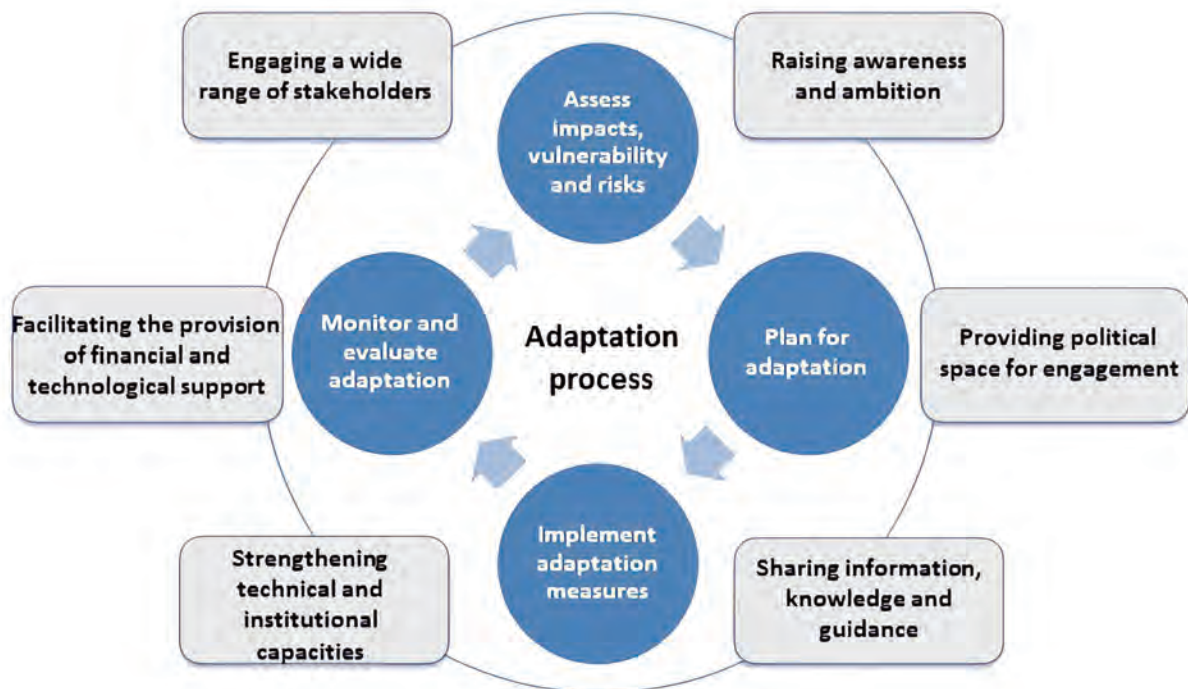 Engaging a wide
range of stakeholders
Raising awareness
and ambition
Assess
impacts,
vulnerability
and risks
Facilitating the provision
of financial and
technological support
Monitor and
evaluate
adaptation
Adaptation
process
Plan for
adaptation
Providing political
space for engagement
Strengthening
technical and
institutional
capacities
Implement
adaptation
measures
Sharing information,
knowledge and
guidance